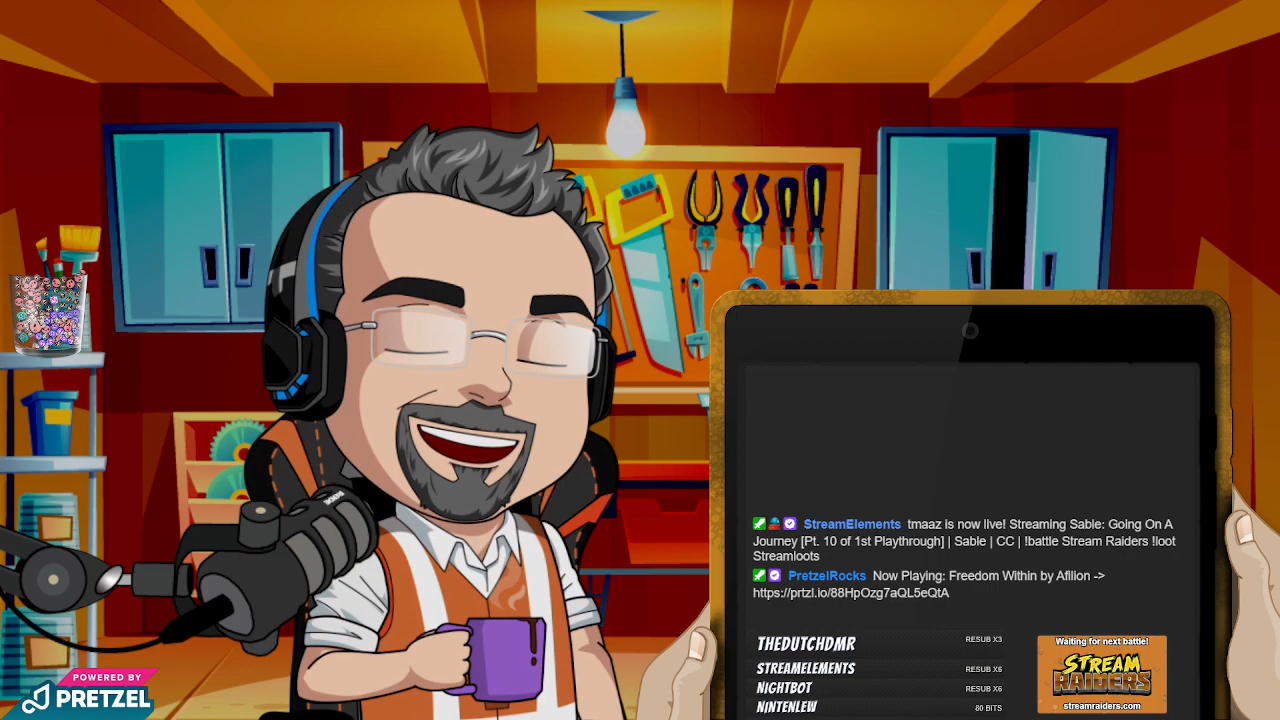 RØDE
StreamElements tmaaz is now live! Streaming Sable: Going On A
Journey [Pt. 10 of 1st Playthrough] | Sable | CC | !battle Stream Raiders !loot
Streamloots
PretzelRocks Now Playing: Freedom Within by Afilion ->
https://prtzl.io/88HpOzg7aQL5eQtA
THEDUTCHDMR RESUB X3
STREAMELEMENTS RESUB X6
NIGHTBOT RESUB X6
NINTENLEW 80 BITS
Waiting for next battle!
STREAM
RAIDERS
streamraiders.com
POWERED BY
PRETZEL